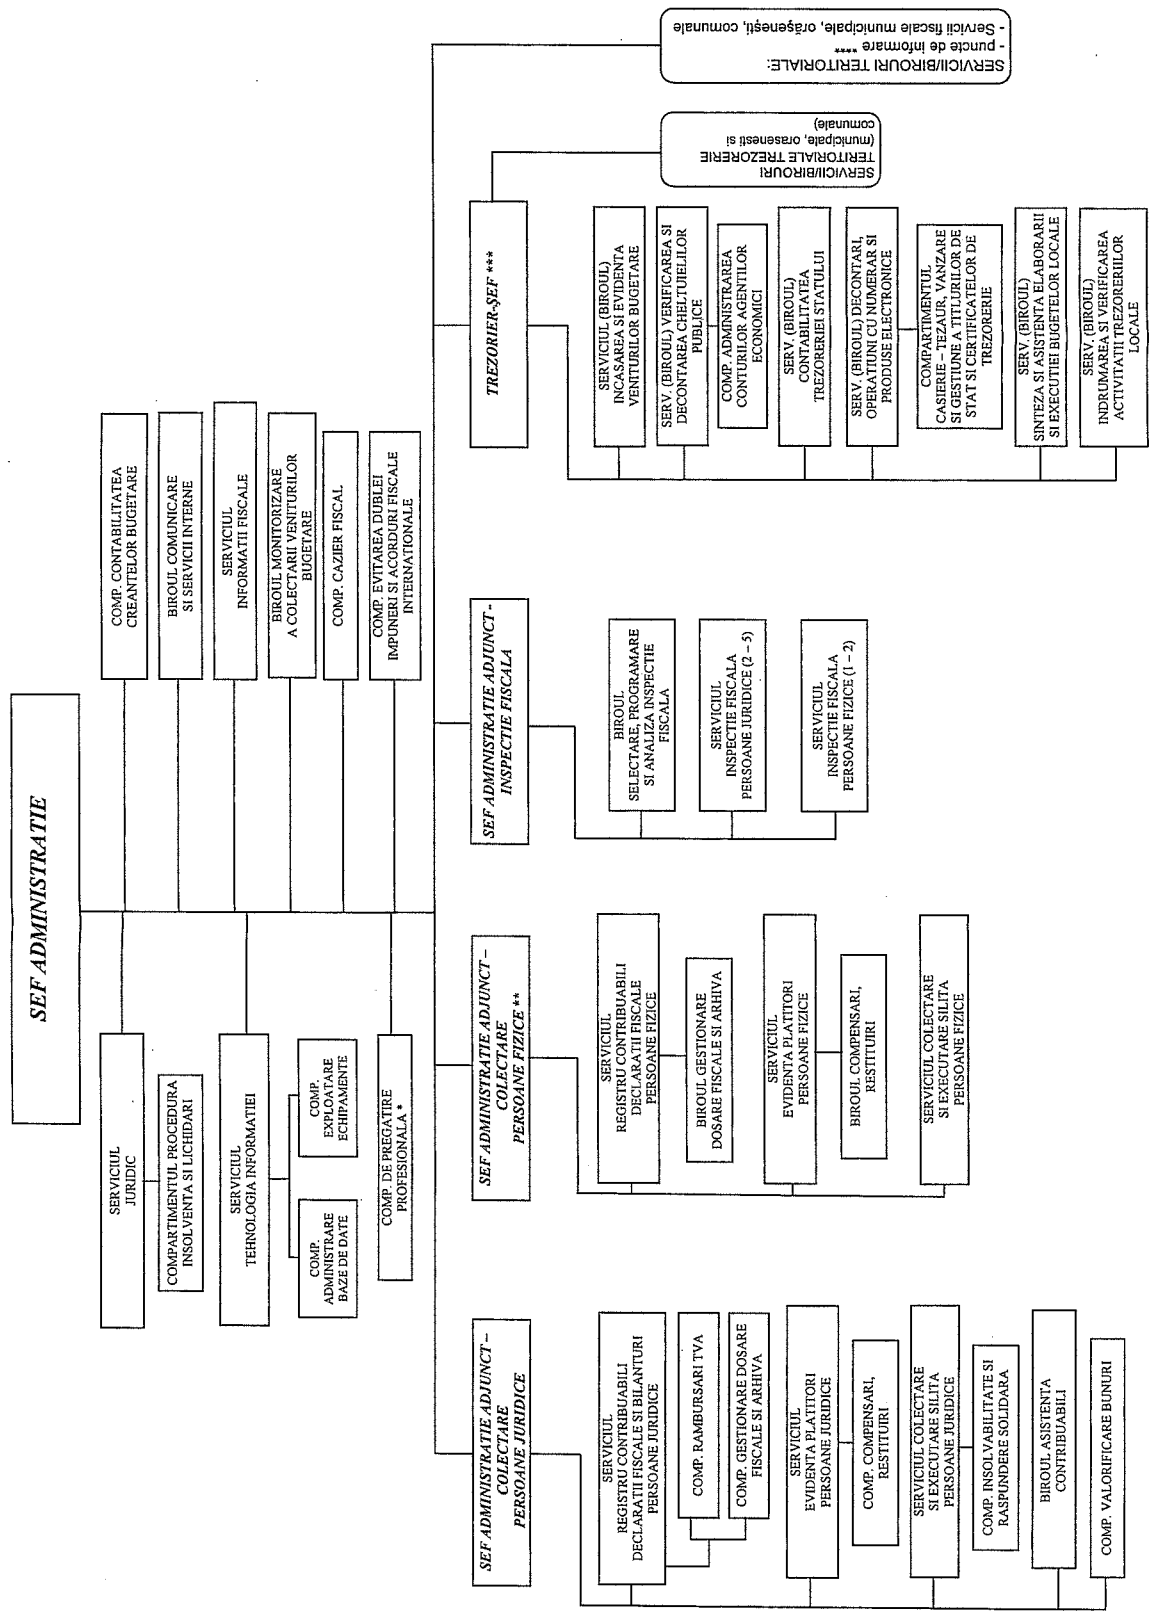 SEF ADMINISTRATIE
SERVICIUL
JURIDIC
COMPARTIMENTUL PROCEDURA
INSOLVENTA SI LICHIDARI
SERVICIUL
TEHNOLOGIA INFORMATIEI
COMP.
ADMINISTRARE
BAZE DE DATE
COMP.
EXPLOATARE
ECHIPAMENTE
COMP. DE PREGATIRE
PROFESIONALA *
COMP. CONTABILITATEA
CREANTELOR BUGETARE
BIROUL COMUNICARE
SI SERVICII INTERNE
SERVICIUL
INFORMATII FISCALE
BIROUL MONITORIZARE
A COLECTARII VENITURILOR
BUGETARE
COMP. CAZIER FISCAL
COMP. EVITAREA DUBLEI
IMPUNERI SI ACORDURI FISCALE
INTERNATIONALE
SEF ADMINISTRATIE ADJUNCT –
COLECTARE
PERSOANE JURIDICE
SERVICIUL
REGISTRU CONTRIBUABILI
DECLARATII FISCALE SI BILANTURI
PERSOANE JURIDICE
COMP. RAMBURSARI TVA
COMP. GESTIONARE DOSARE
FISCALE SI ARHIVA
SERVICIUL
EVIDENTA PLATITORI
PERSOANE JURIDICE
COMP. COMPENSARI,
RESTITUIRI
SERVICIUL COLECTARE
SI EXECUTARE SILITA
PERSOANE JURIDICE
COMP. INSOLVABILITATE SI
RASPUNDERE SOLIDARA
BIROUL ASISTENTA
CONTRIBUABILI
COMP. VALORIFICARE BUNURI
SEF ADMINISTRATIE ADJUNCT –
COLECTARE
PERSOANE FIZICE **
SERVICIUL
REGISTRU CONTRIBUABILI
DECLARATII FISCALE
PERSOANE FIZICE
BIROUL GESTIONARE
DOSARE FISCALE SI ARHIVA
SERVICIUL
EVIDENTA PLATITORI
PERSOANE FIZICE
BIROUL COMPENSARI,
RESTITUIRI
SERVICIUL COLECTARE
SI EXECUTARE SILITA
PERSOANE FIZICE
SEF ADMINISTRATIE ADJUNCT -
INSPECTIE FISCALA
BIROUL
SELECTARE, PROGRAMARE
SI ANALIZA INSPECTIE
FISCALA
SERVICIUL
INSPECTIE FISCALA
PERSOANE JURIDICE (2 – 5)
SERVICIUL
INSPECTIE FISCALA
PERSOANE FIZICE (1 – 2)
TREZORIER-ŞEF ***
SERVICIUL (BIROUL)
INCASAREA SI EVIDENTA
VENITURILOR BUGETARE
SERV. (BIROUL) VERIFICAREA SI
DECONTAREA CHELTUIELILOR
PUBLICE
COMP. ADMINISTRAREA
CONTURILOR AGENTILOR
ECONOMICI
SERV. (BIROUL)
CONTABILITATEA
TREZORERIEI STATULUI
SERV. (BIROUL) DECONTARI,
OPERATIUNI CU NUMERAR SI
PRODUSE ELECTRONICE
COMPARTIMENTUL
CASIERIE – TEZAUR, VANZARE
SI GESTIUNE A TITLURILOR DE
STAT SI CERTIFICATELOR DE
TREZORERIE
SERV. (BIROUL)
SINTEZA SI ASISTENTA ELABORARII
SI EXECUTIEI BUGETELOR LOCALE
SERV. (BIROUL)
INDRUMAREA SI VERIFICAREA
ACTIVITATII TREZORERIILOR
LOCALE
SERVICII/BIROURI
TERITORIALE TREZORERIE
(municipale, orasenesti si
comunale)
SERVICII/BIROURI TERITORIALE:
- puncte de informare ****
- Servicii fiscale municipale, orăşeneşti, comunale